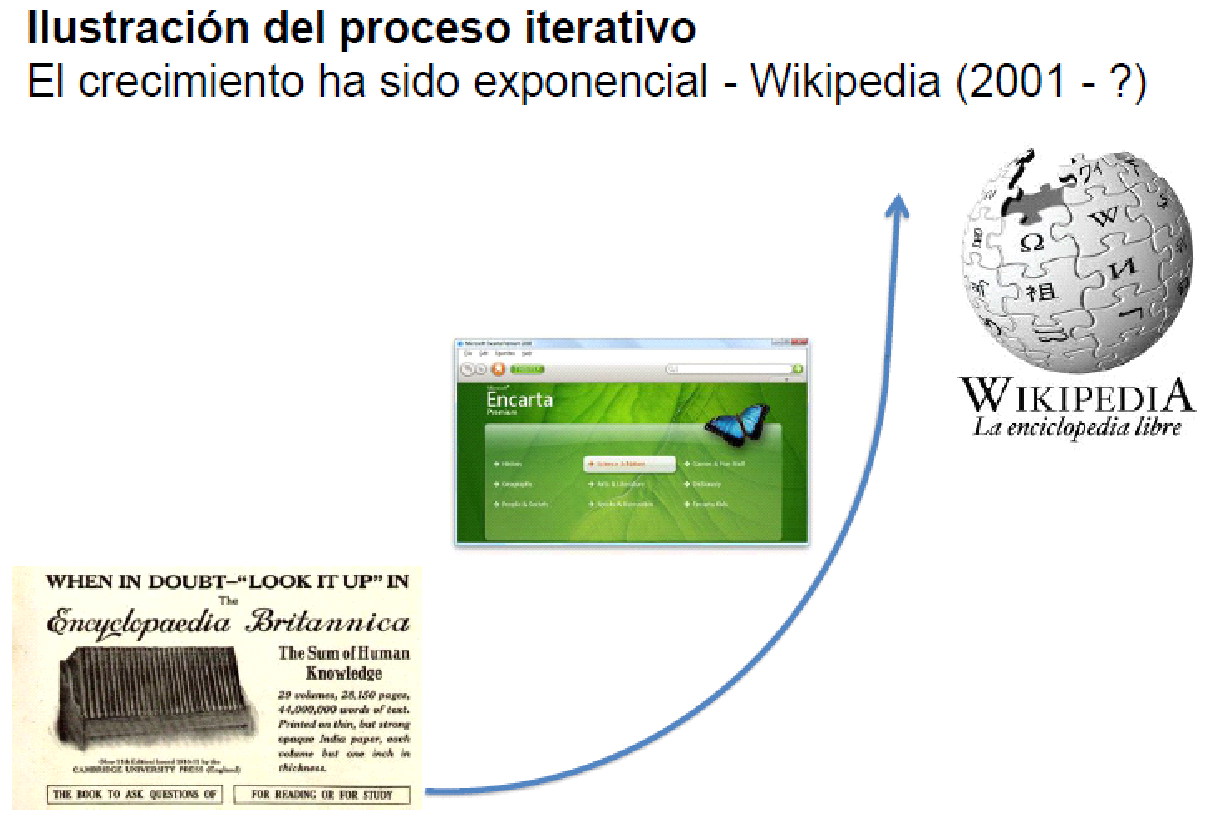 Ilustración del proceso iterativo
El crecimiento ha sido exponencial - Wikipedia (2001 - ?)
Ω W
И
祖
WIKIPEDIA
La enciclopedia libre
Microsoft
Encarta
Premium
WHEN IN DOUBT—“LOOK IT UP” IN
The
Encyclopaedia Britannica
The Sum of Human
Knowledge
29 volumes, 28,150 pages,
44,000,000 words of text.
Printed on thin, but strong
opaque India paper, each
volume but one inch in
thickness.
CAMBRIDGE UNIVERSITY PRESS (England)
THE BOOK TO ASK QUESTIONS OF
FOR READING OR FOR STUDY